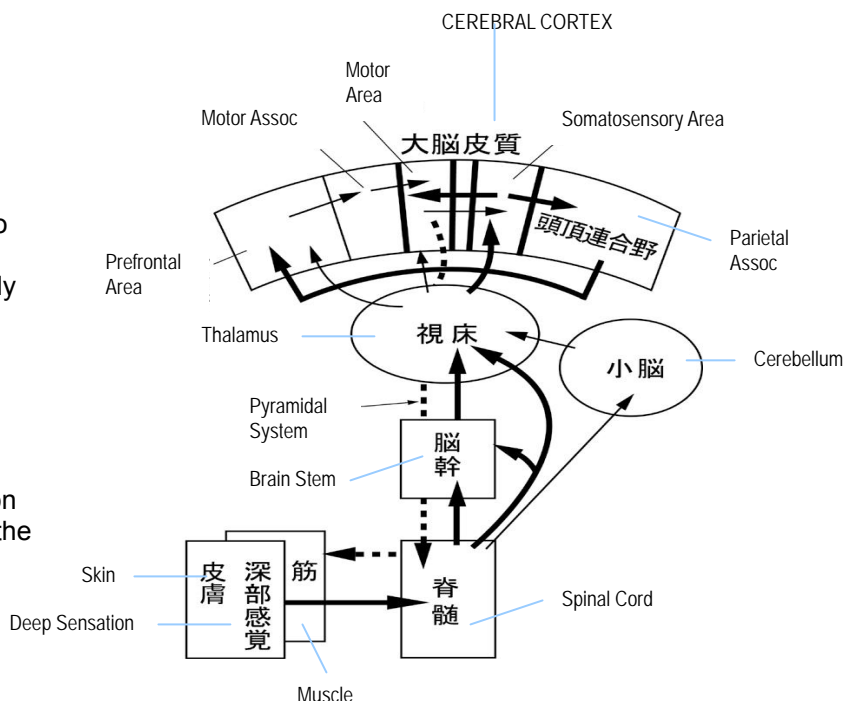 CEREBRAL CORTEX
Motor
Area
Motor Assoc
Somatosensory Area
大脳皮質
頭頂連合野
Parietal
Assoc
Prefrontal
Area
Thalamus
視床
小脳
Cerebellum
Pyramidal
System
脳幹
Brain Stem
on
the
Skin
皮膚
深部感覚
筋
脊髄
Spinal Cord
Deep Sensation
Muscle